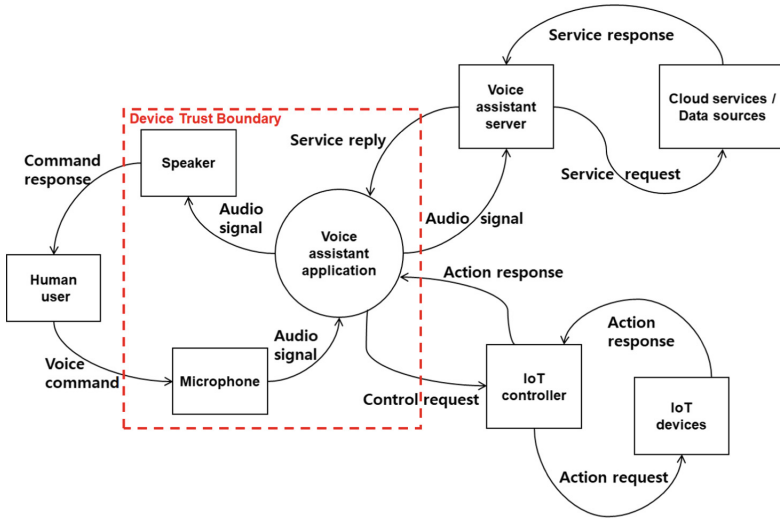 Service response
Voice
assistant
server
Cloud services /
Data sources
Device Trust Boundary
Service reply
Service request
Command
response
Speaker
Audio
signal
Voice
assistant
application
Audio signal
Human
user
Action response
Audio
signal
Action
response
Voice
command
Microphone
Control request
IoT
controller
IoT
devices
Action request